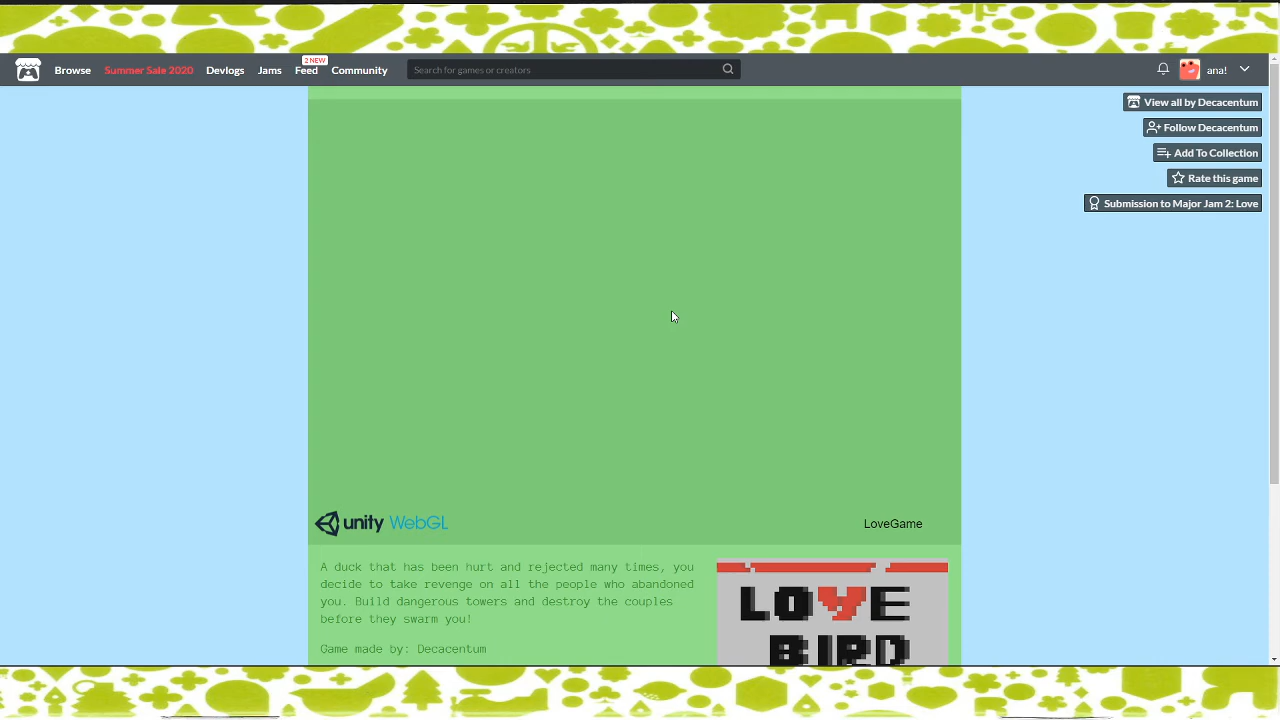 Browse Summer Sale 2020 Devlogs Jams Feed 2 NEW Community Search for games or creators ana!
View all by Decacentum
Follow Decacentum
Add To Collection
Rate this game
Submission to Major Jam 2: Love
unity WebGL LoveGame
A duck that has been hurt and rejected many times, you
decide to take revenge on all the people who abandoned
you. Build dangerous towers and destroy the couples
before they swarm you!
Game made by: Decacentum
LOVE
BIRD